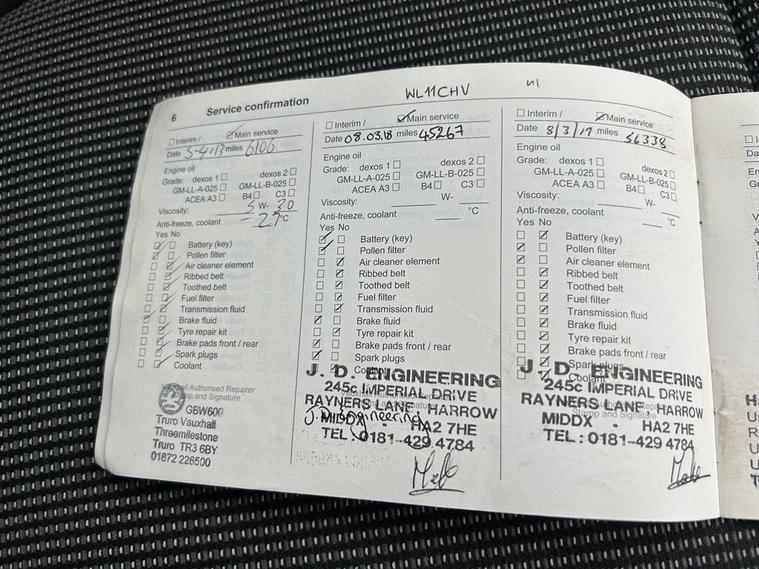 WL11CHV
6 Service confirmation
Interim / Main service
Date 5-4-13 miles 6106
Engine oil
Grade: dexos 1 dexos 2
GM-LL-A-025 GM-LL-B-025
ACEA A3 B4 C3
Viscosity: 5 W- 30
Anti-freeze, coolant -27°C
Yes No
Battery (key)
Pollen filter
Air cleaner element
Ribbed belt
Toothed belt
Fuel filter
Transmission fluid
Brake fluid
Tyre repair kit
Brake pads front / rear
Spark plugs
Coolant
Authorised Repairer
Stamp and Signature
GBW600
Truro Vauxhall
Threemilestone
Truro TR3 6BY
01872 226500
Interim / Main service
Date 08.03.18 miles 45267
Engine oil
Grade: dexos 1 dexos 2
GM-LL-A-025 GM-LL-B-025
ACEA A3 B4 C3
Viscosity: W-
Anti-freeze, coolant °C
Yes No
Battery (key)
Pollen filter
Air cleaner element
Ribbed belt
Toothed belt
Fuel filter
Transmission fluid
Brake fluid
Tyre repair kit
Brake pads front / rear
Spark plugs
Coolant
J. D. ENGINEERING
245c IMPERIAL DRIVE
RAYNERS LANE HARROW
J.D. Engineering
MIDDX - HA2 7HE
TEL : 0181-429 4784
Interim / Main service
Date 8/3/19 miles 56338
Engine oil
Grade: dexos 1 dexos 2
GM-LL-A-025 GM-LL-B-025
ACEA A3 B4 C3
Viscosity: W-
Anti-freeze, coolant °C
Yes No
Battery (key)
Pollen filter
Air cleaner element
Ribbed belt
Toothed belt
Fuel filter
Transmission fluid
Brake fluid
Tyre repair kit
Brake pads front / rear
Spark plugs
Coolant
J. D. ENGINEERING
245c IMPERIAL DRIVE
RAYNERS LANE HARROW
Stamp and Signature
MIDDX - HA2 7HE
TEL : 0181-429 4784